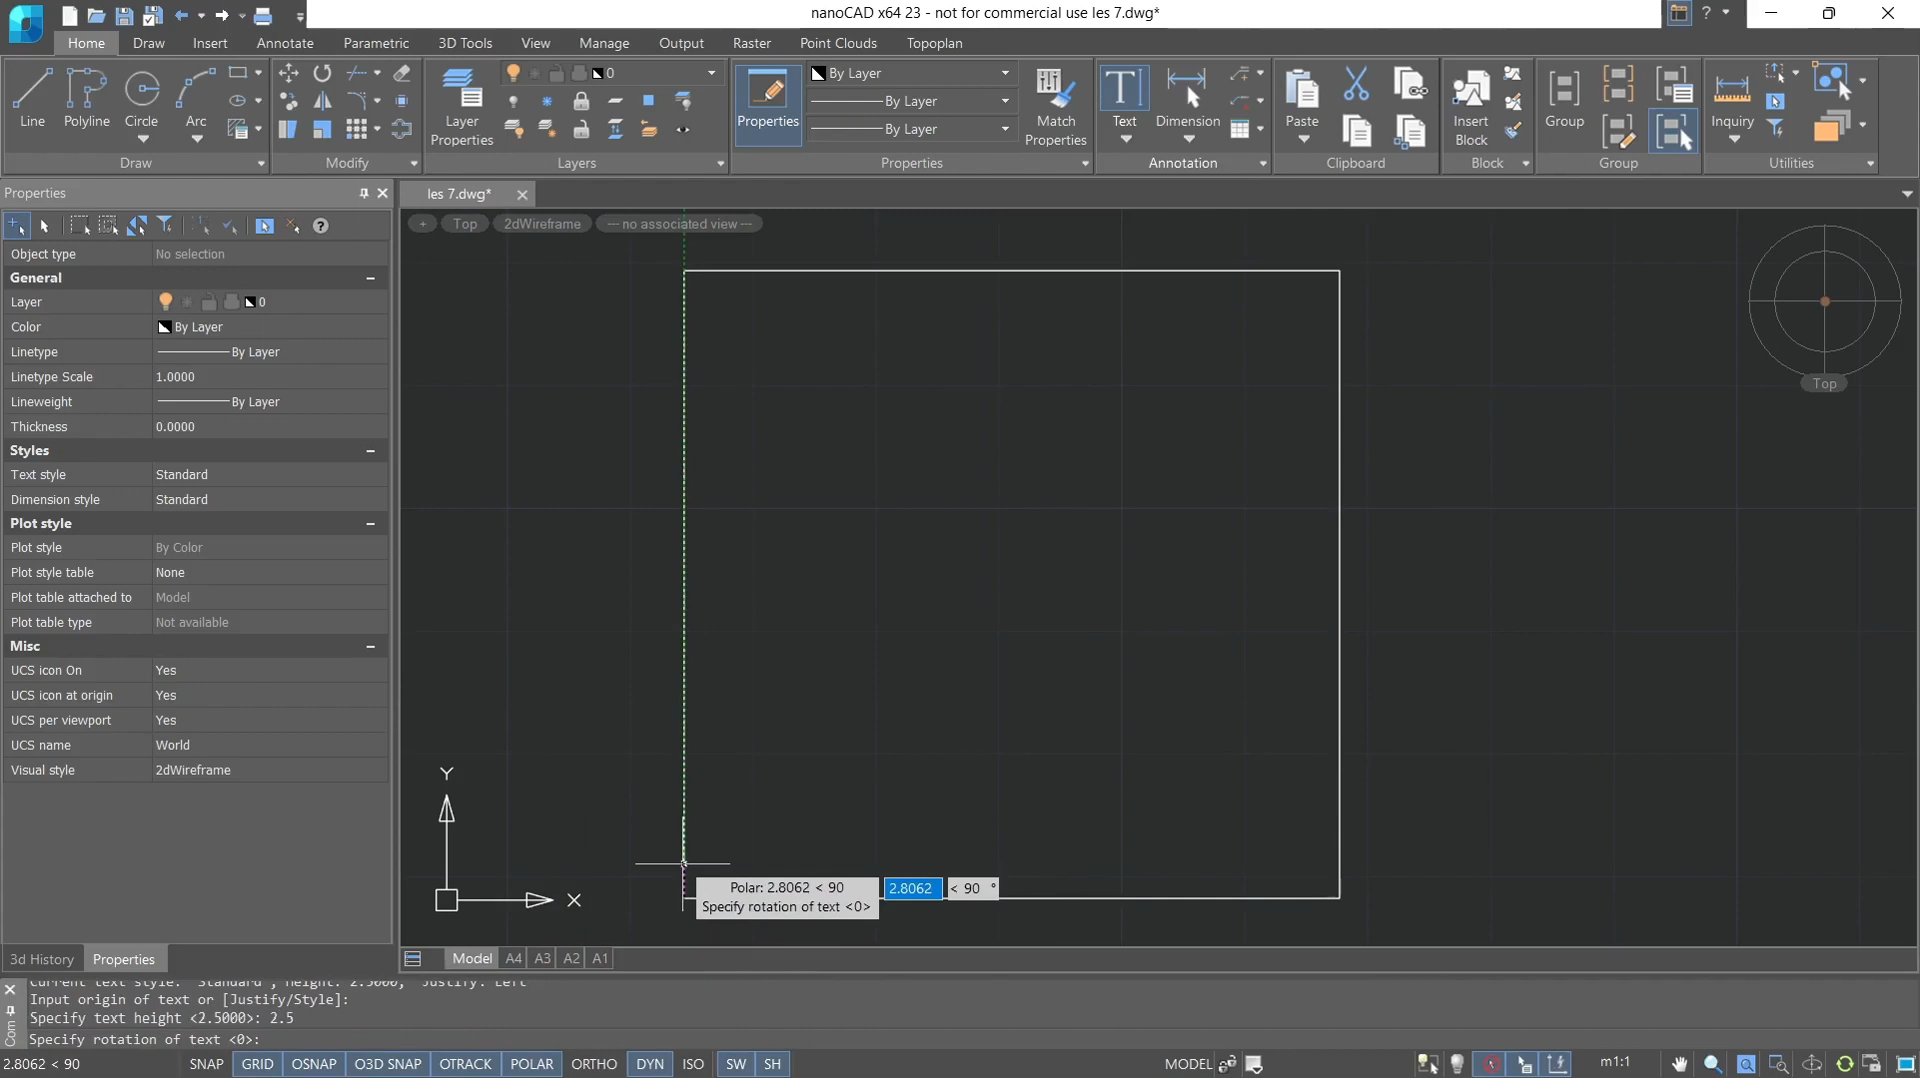 nanoCAD x64 23 - not for commercial use les 7.dwg*
?
Home Draw Insert Annotate Parametric 3D Tools View Manage Output Raster Point Clouds Topoplan
0
By Layer
By Layer
By Layer
Line Polyline Circle Arc
Layer Properties
Properties
Match Properties
Text Dimension
Paste
Insert Block
Group
Inquiry
Draw Modify Layers Properties Annotation Clipboard Block Group Utilities
Properties
les 7.dwg*
+ Top 2dWireframe --- no associated view ---
Object type No selection
General
Layer 0
Color By Layer
Linetype By Layer
Linetype Scale 1.0000
Lineweight By Layer
Thickness 0.0000
Styles
Text style Standard
Dimension style Standard
Plot style
Plot style By Color
Plot style table None
Plot table attached to Model
Plot table type Not available
Misc
UCS icon On Yes
UCS icon at origin Yes
UCS per viewport Yes
UCS name World
Visual style 2dWireframe
Top
Y
X
Polar: 2.8062 < 90
Specify rotation of text <0>
2.8062 < 90 °
3d History Properties
Model A4 A3 A2 A1
Input origin of text or [Justify/Style]:
Specify text height <2.5000>: 2.5
Specify rotation of text <0>:
Com
2.8062 < 90 SNAP GRID OSNAP O3D SNAP OTRACK POLAR ORTHO DYN ISO SW SH MODEL m1:1